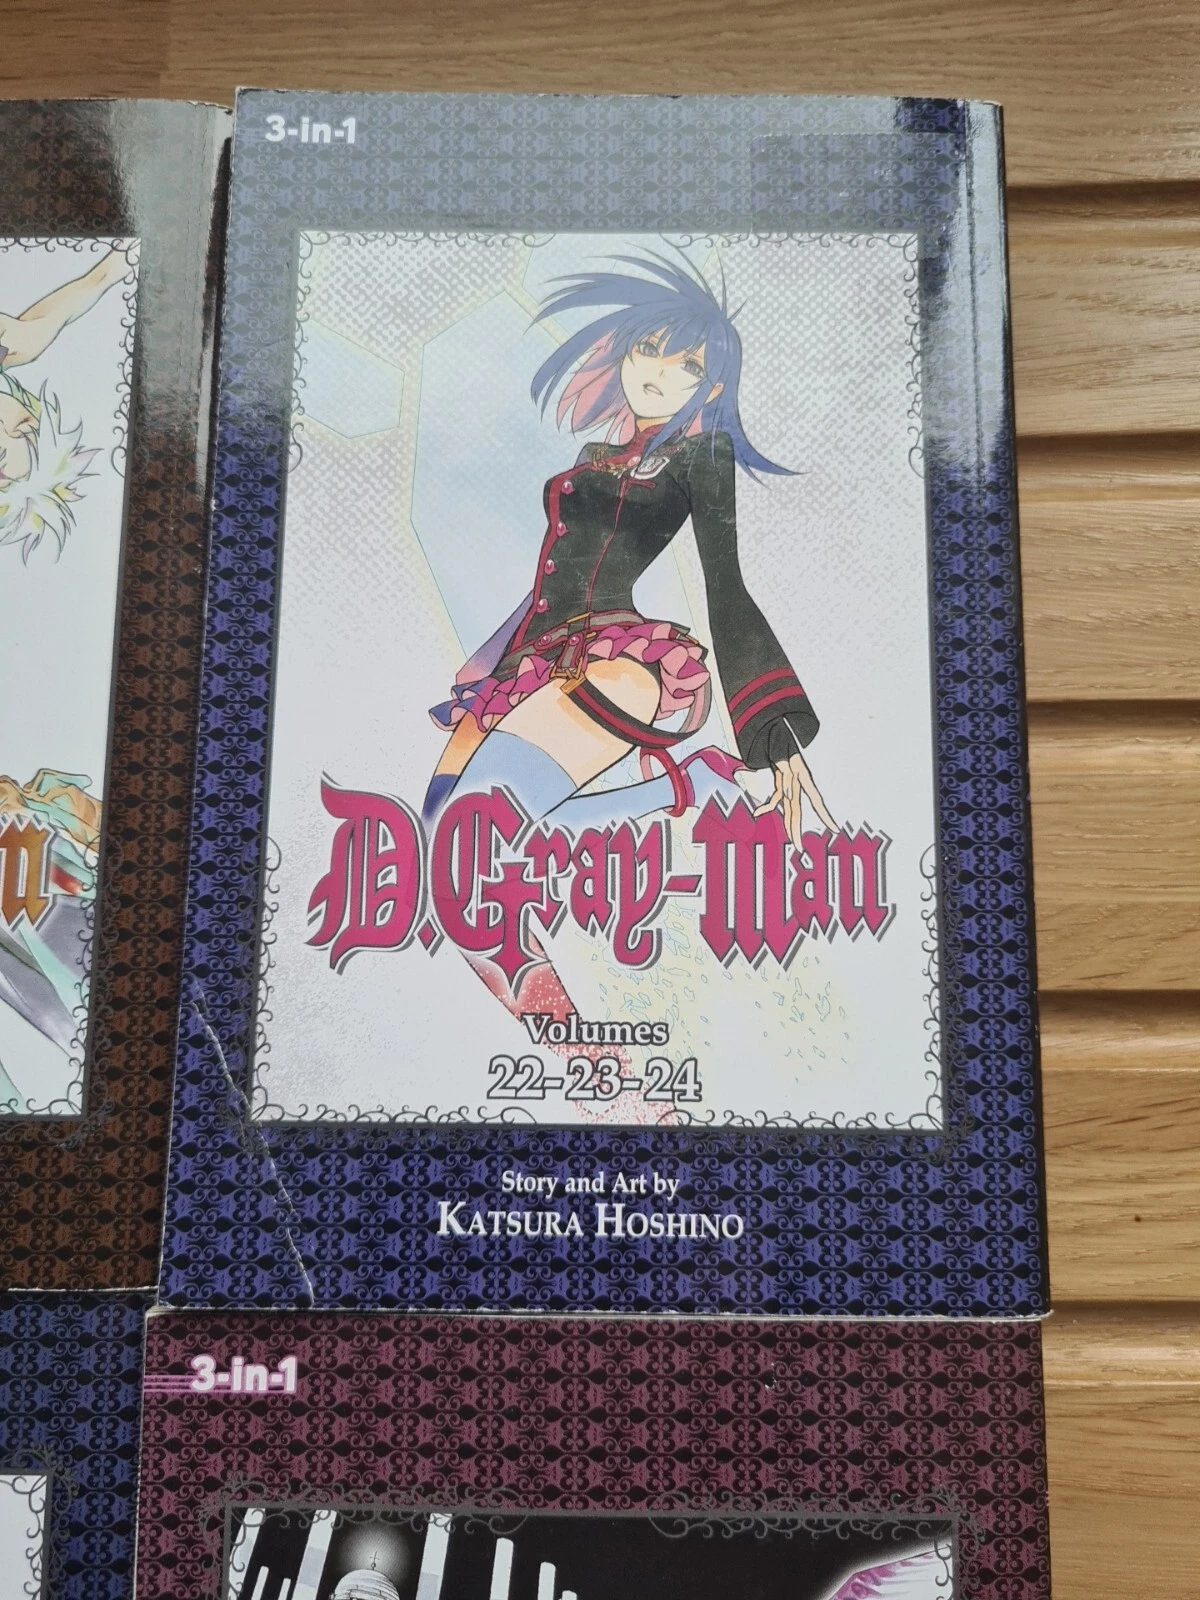 3-in-1
D.Gray-Man
Volumes
22-23-24
Story and Art by
KATSURA HOSHINO
n
3-in-1